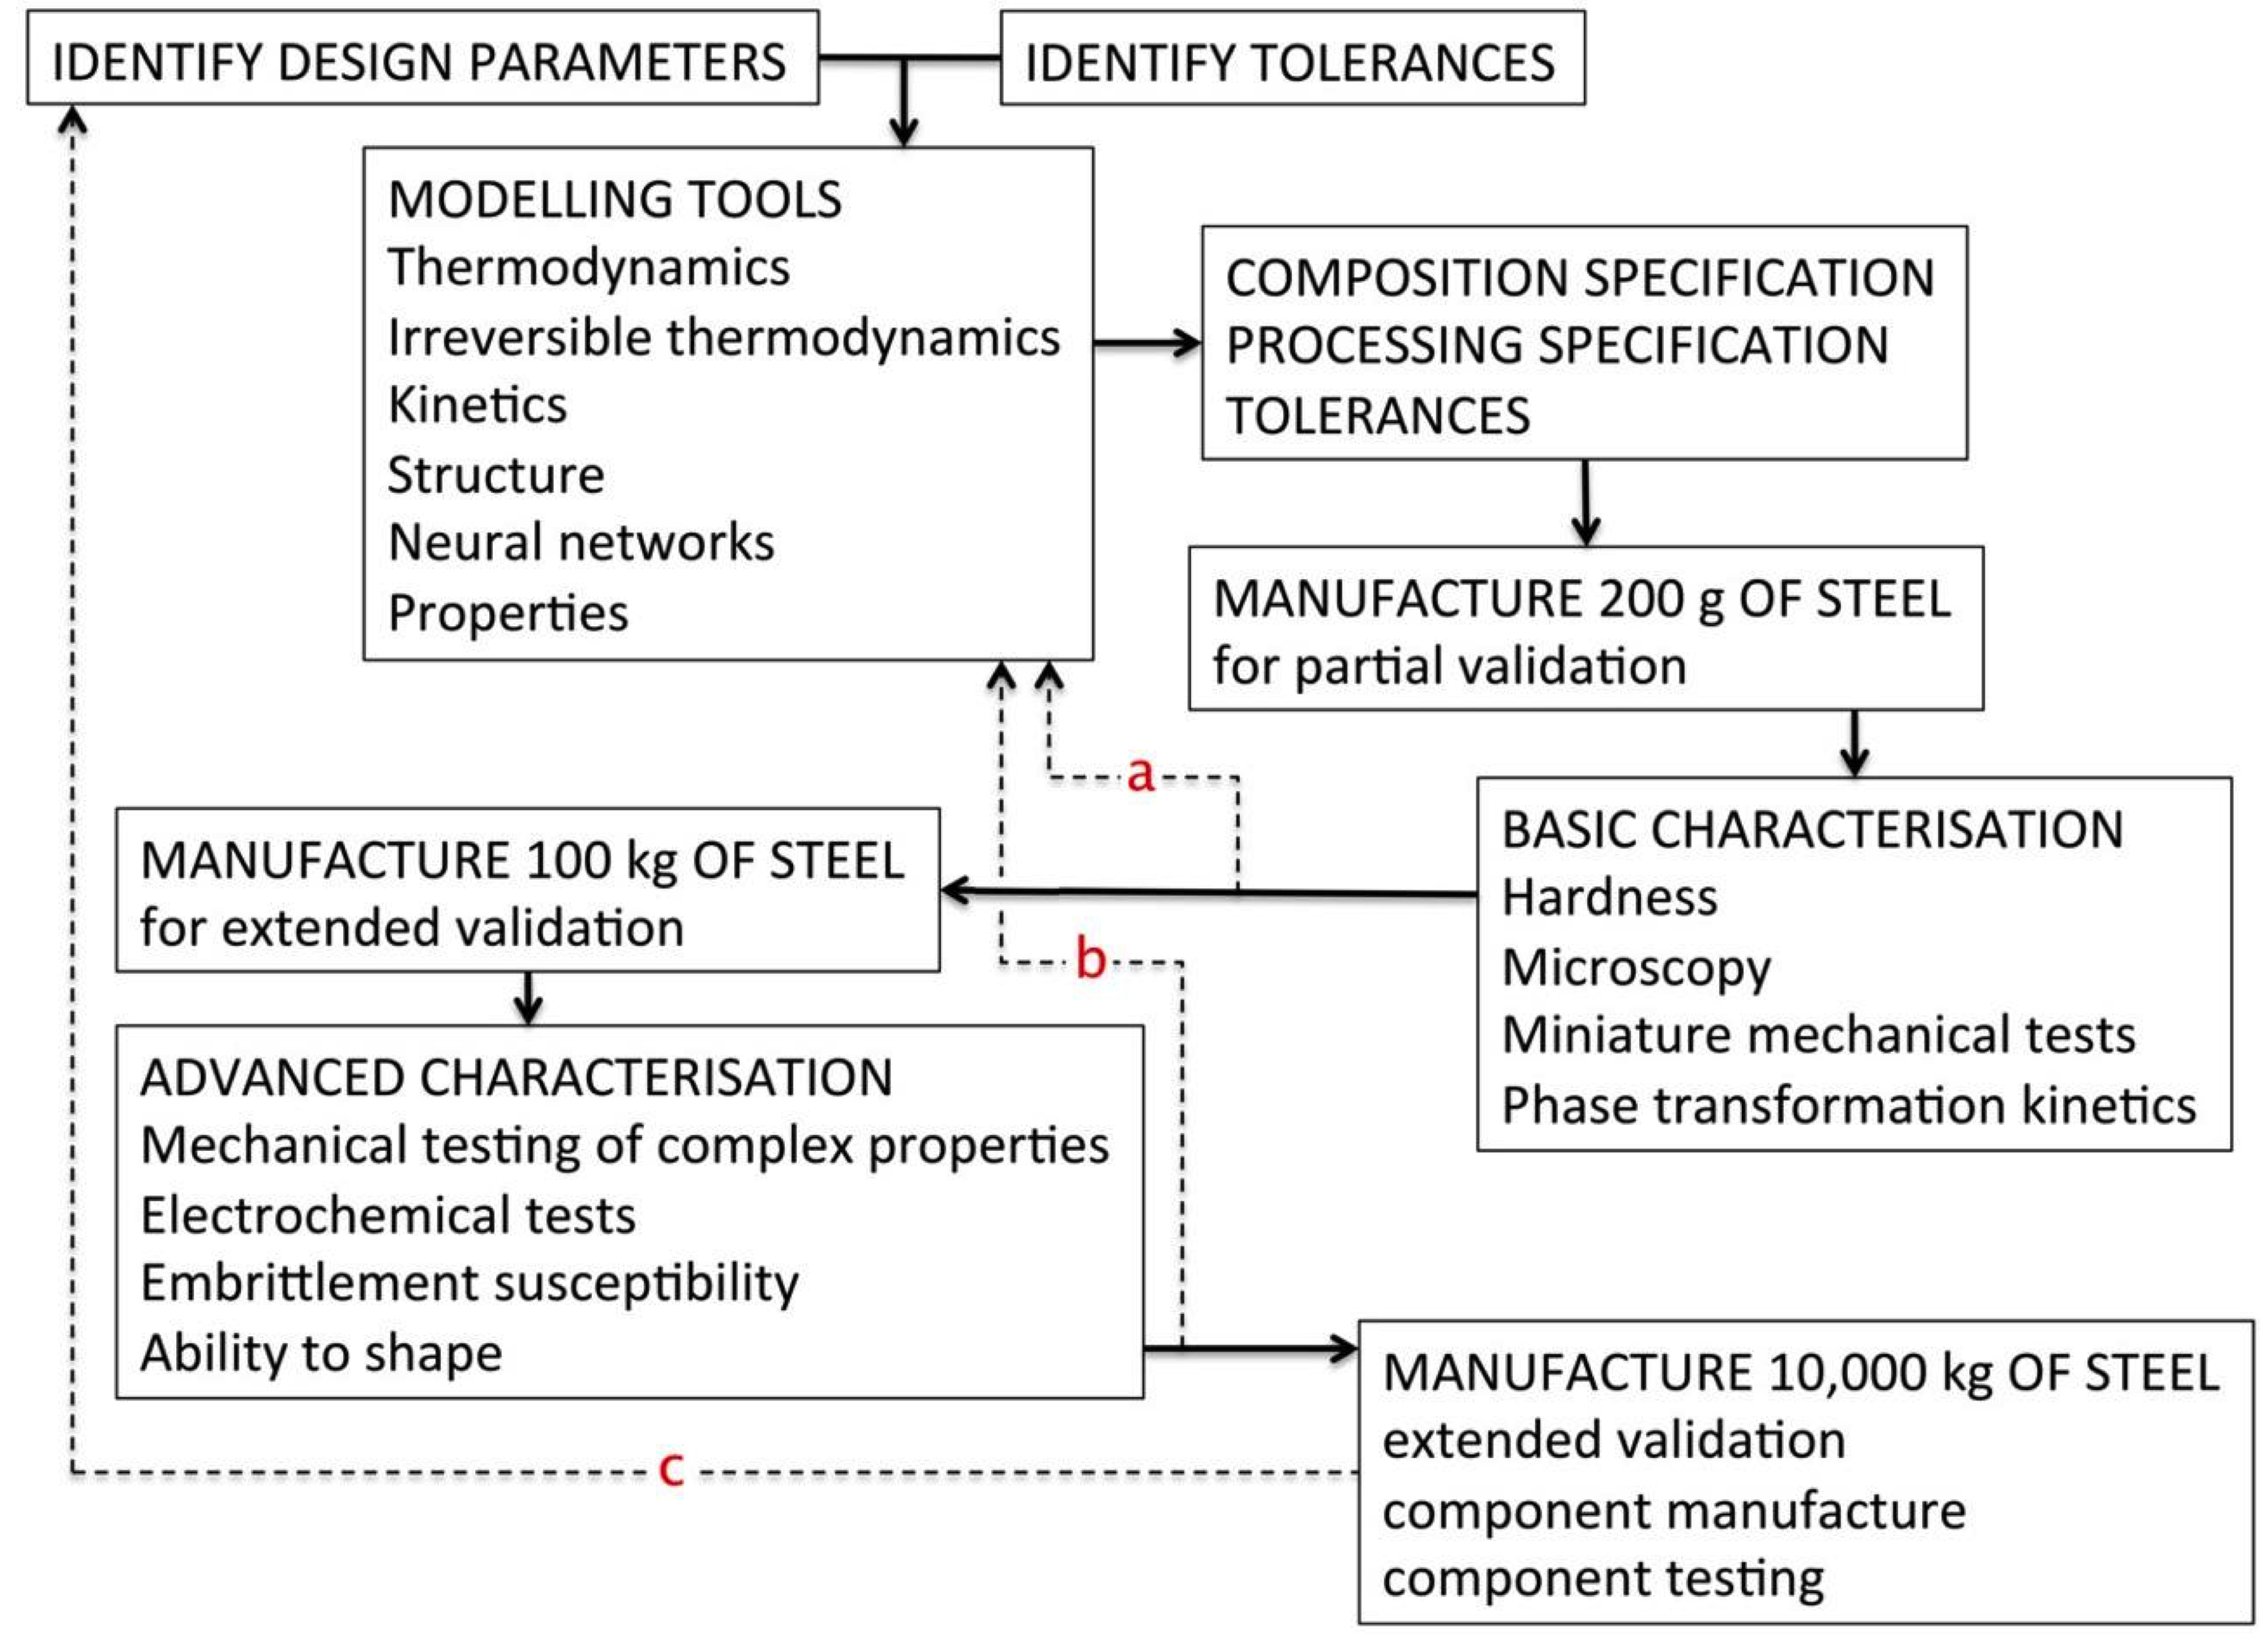 IDENTIFY DESIGN PARAMETERS
IDENTIFY TOLERANCES
MODELLING TOOLS
Thermodynamics
Irreversible thermodynamics
Kinetics
Structure
Neural networks
Properties
COMPOSITION SPECIFICATION
PROCESSING SPECIFICATION
TOLERANCES
MANUFACTURE 200 g OF STEEL
for partial validation
a
BASIC CHARACTERISATION
Hardness
Microscopy
Miniature mechanical tests
Phase transformation kinetics
MANUFACTURE 100 kg OF STEEL
for extended validation
b
ADVANCED CHARACTERISATION
Mechanical testing of complex properties
Electrochemical tests
Embrittlement susceptibility
Ability to shape
MANUFACTURE 10,000 kg OF STEEL
extended validation
component manufacture
component testing
c